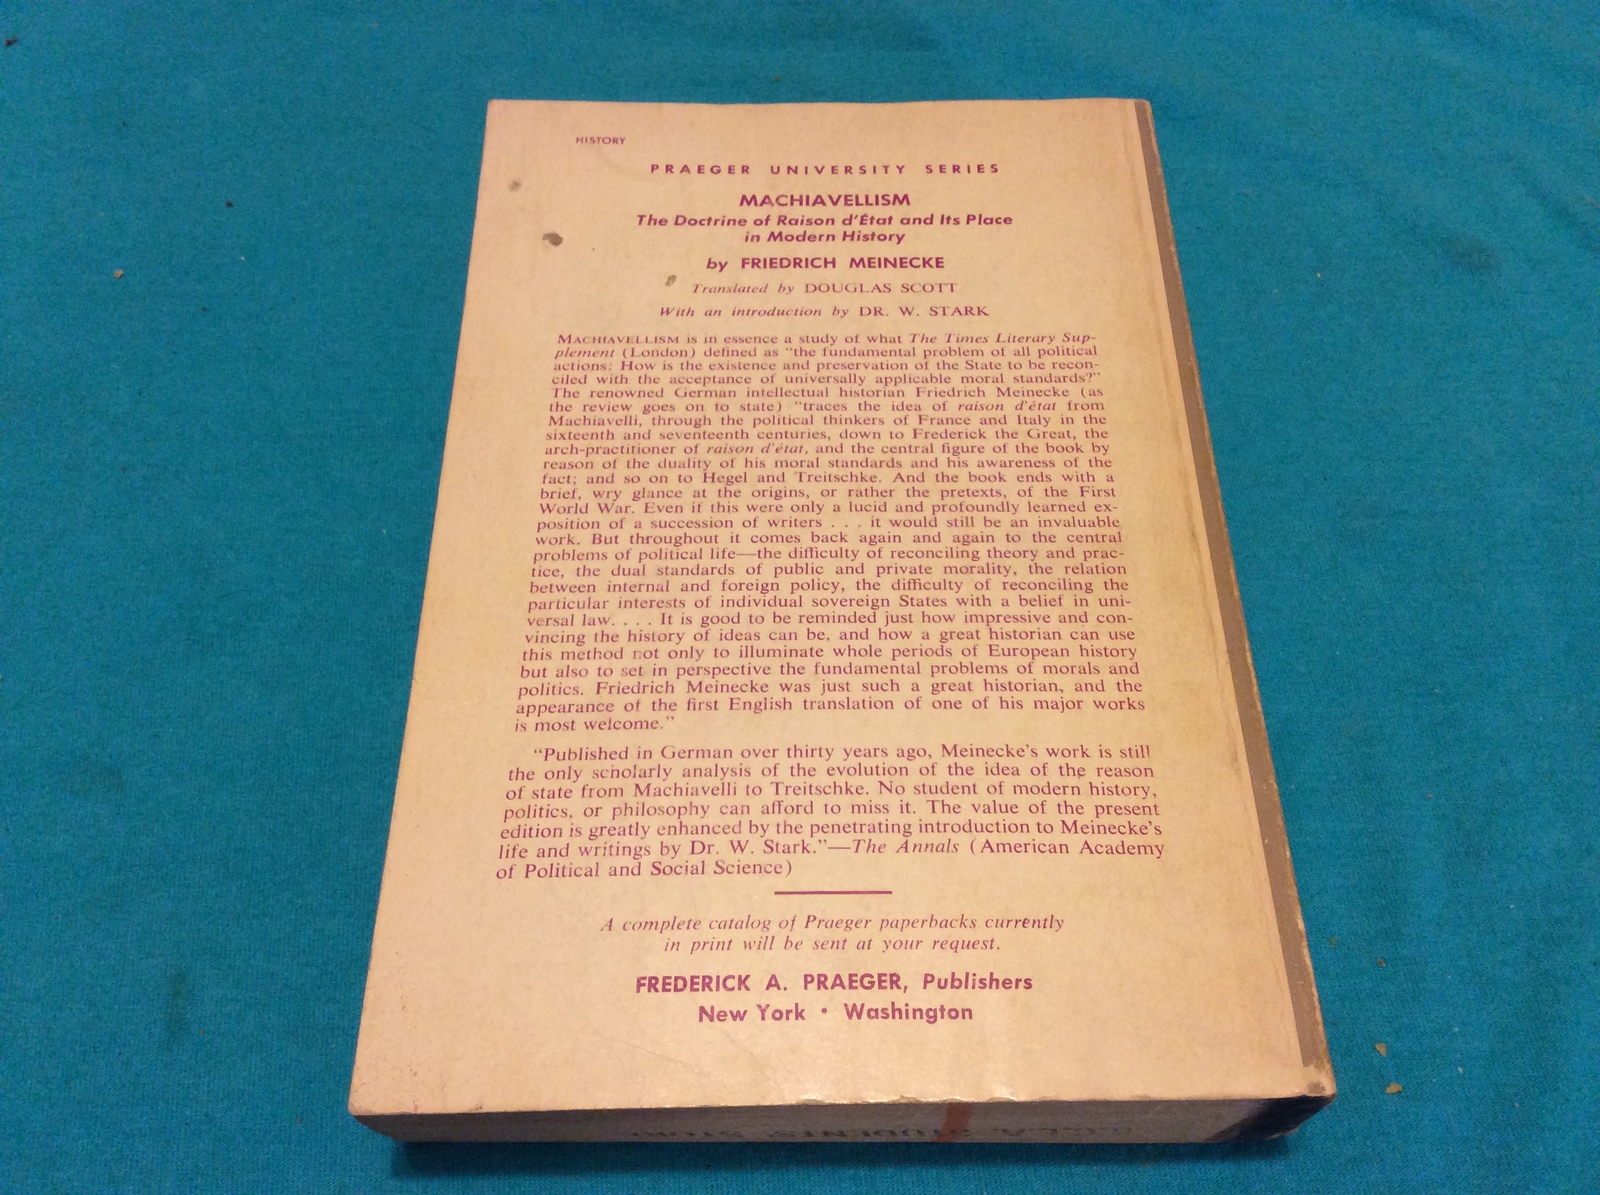 HISTORY
PRAEGER UNIVERSITY SERIES
MACHIAVELLISM
The Doctrine of Raison d'État and Its Place
in Modern History
by FRIEDRICH MEINECKE
Translated by DOUGLAS SCOTT
With an introduction by DR. W. STARK
MACHIAVELLISM is in essence a study of what The Times Literary Sup-
plement (London) defined as "the fundamental problem of all political
actions: How is the existence and preservation of the State to be recon-
ciled with the acceptance of universally applicable moral standards?"
The renowned German intellectual historian Friedrich Meinecke (as
the review goes on to state) "traces the idea of raison d'état from
Machiavelli, through the political thinkers of France and Italy in the
sixteenth and seventeenth centuries, down to Frederick the Great, the
arch-practitioner of raison d'état, and the central figure of the book by
reason of the duality of his moral standards and his awareness of the
fact; and so on to Hegel and Treitschke. And the book ends with a
brief, wry glance at the origins, or rather the pretexts, of the First
World War. Even if this were only a lucid and profoundly learned ex-
position of a succession of writers . . . it would still be an invaluable
work. But throughout it comes back again and again to the central
problems of political life—the difficulty of reconciling theory and prac-
tice, the dual standards of public and private morality, the relation
between internal and foreign policy, the difficulty of reconciling the
particular interests of individual sovereign States with a belief in uni-
versal law. . . . It is good to be reminded just how impressive and con-
vincing the history of ideas can be, and how a great historian can use
this method not only to illuminate whole periods of European history
but also to set in perspective the fundamental problems of morals and
politics. Friedrich Meinecke was just such a great historian, and the
appearance of the first English translation of one of his major works
is most welcome."
"Published in German over thirty years ago, Meinecke's work is still
the only scholarly analysis of the evolution of the idea of the reason
of state from Machiavelli to Treitschke. No student of modern history,
politics, or philosophy can afford to miss it. The value of the present
edition is greatly enhanced by the penetrating introduction to Meinecke's
life and writings by Dr. W. Stark."—The Annals (American Academy
of Political and Social Science)
A complete catalog of Praeger paperbacks currently
in print will be sent at your request.
FREDERICK A. PRAEGER, Publishers
New York • Washington